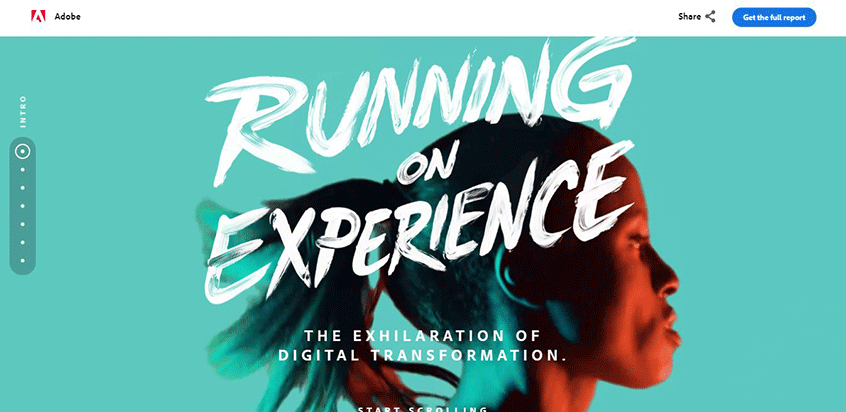 Adobe
Share
Get the full report
INTRO
RUNNING
ON
EXPERIENCE
THE EXHILARATION OF
DIGITAL TRANSFORMATION.
START SCROLLING